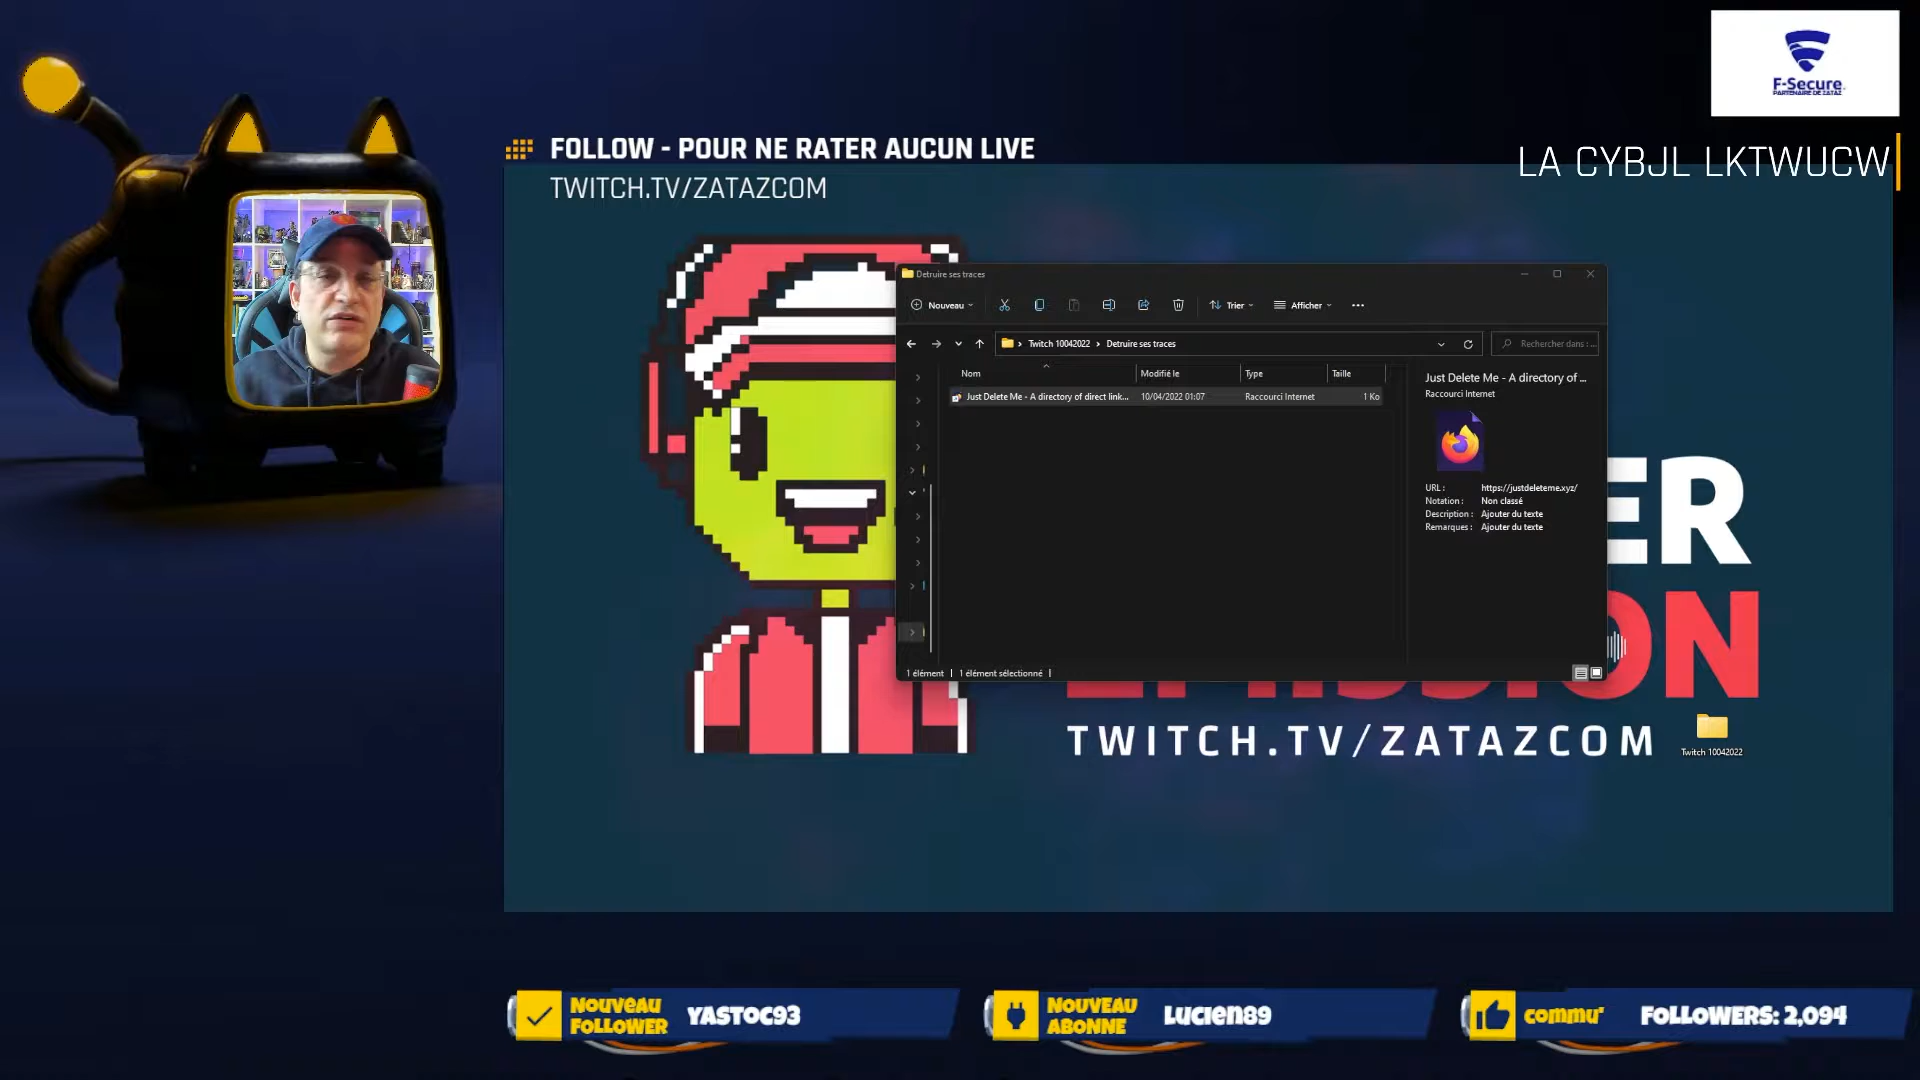 F-Secure
PARTENAIRE DE ZATAZ
FOLLOW - POUR NE RATER AUCUN LIVE
TWITCH.TV/ZATAZCOM
LA CYBJL LKTWUCW
Detruire ses traces
Nouveau
Trier
Afficher
Twitch 10042022 > Detruire ses traces
Rechercher dans : ...
Nom
Modifié le
Type
Taille
Just Delete Me - A directory of direct link...
10/04/2022 01:07
Raccourci Internet
1 Ko
Just Delete Me - A directory of ...
Raccourci Internet
URL : https://justdeleteme.xyz/
Notation : Non classé
Description : Ajouter du texte
Remarques : Ajouter du texte
1 élément
1 élément sélectionné
ER
ON
TWITCH.TV/ZATAZCOM
Twitch 10042022
Nouveau
Follower
YASTOC93
Nouveau
Abonne
Lucien89
commu'
Followers: 2,094